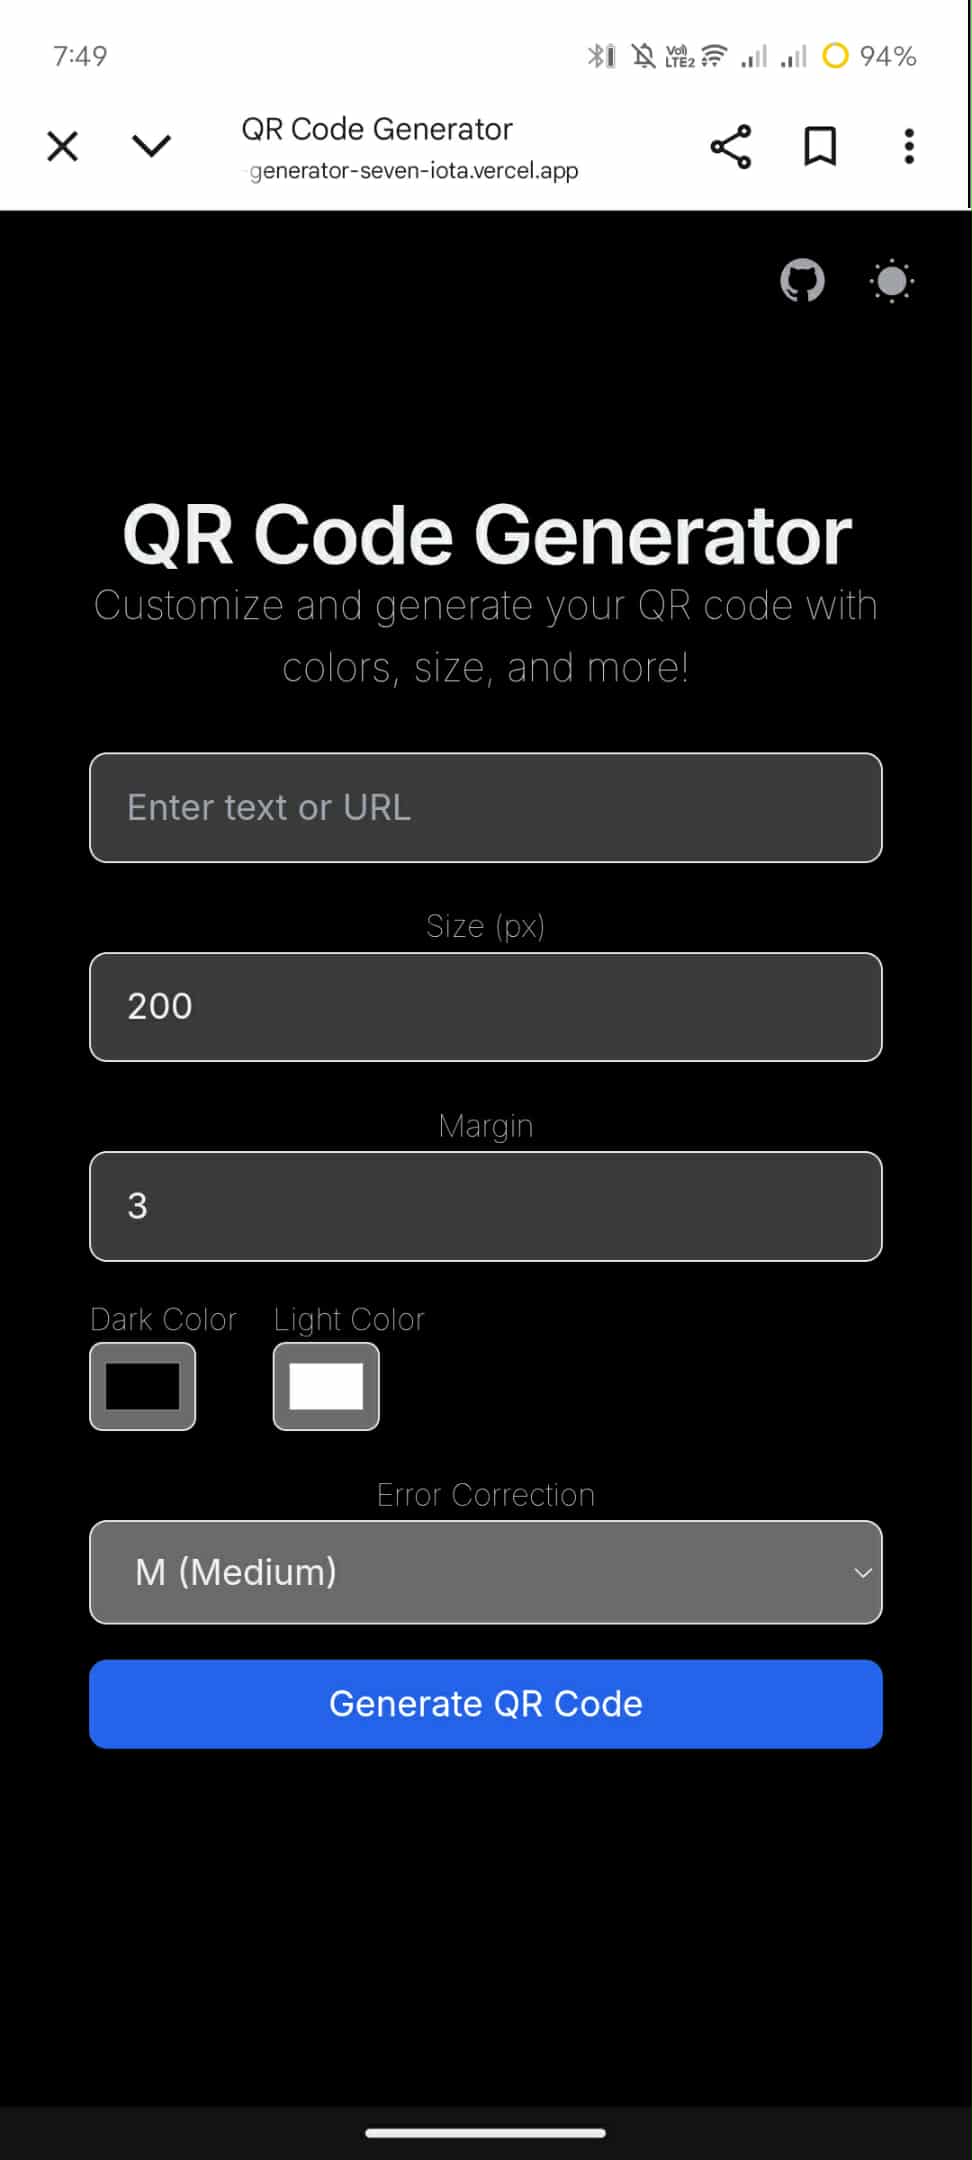 7:49
Vo)) LTE2
94%
QR Code Generator
-generator-seven-iota.vercel.app
QR Code Generator
Customize and generate your QR code with
colors, size, and more!
Enter text or URL
Size (px)
200
Margin
3
Dark Color Light Color
Error Correction
M (Medium)
Generate QR Code